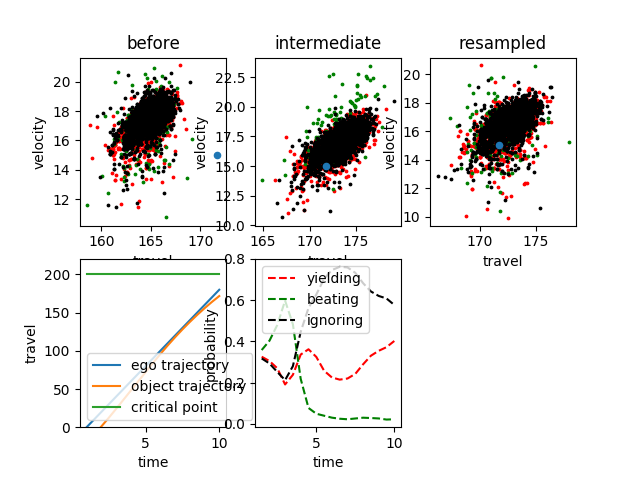 before
intermediate
resampled
20
18
16
14
12
velocity
160
165
170
travel
22.5
20.0
17.5
15.0
12.5
10.0
velocity
165
170
175
travel
20
18
16
14
12
10
velocity
170
175
travel
200
150
100
50
0
travel
ego trajectory
object trajectory
critical point
5
10
time
0.8
0.6
0.4
0.2
0.0
probability
yielding
beating
ignoring
5
10
time